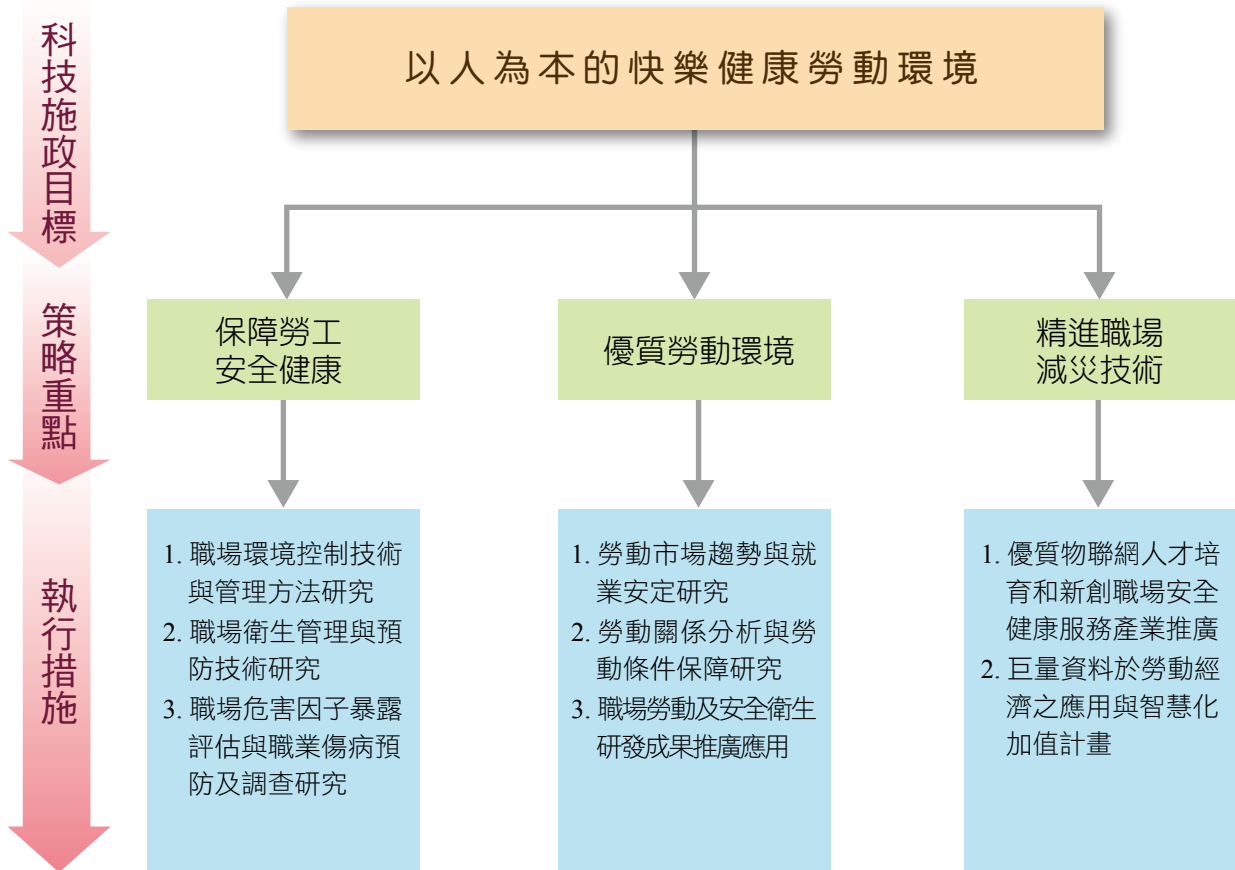 科技施政目標
以人為本的快樂健康勞動環境
策略重點
保障勞工
安全健康
優質勞動環境
精進職場
減災技術
執行措施
1. 職場環境控制技術
與管理方法研究
2. 職場衛生管理與預
防技術研究
3. 職場危害因子暴露
評估與職業傷病預
防及調查研究
1. 勞動市場趨勢與就
業安定研究
2. 勞動關係分析與勞
動條件保障研究
3. 職場勞動及安全衛生
研發成果推廣應用
1. 優質物聯網人才培
育和新創職場安全
健康服務產業推廣
2. 巨量資料於勞動經
濟之應用與智慧化
加值計畫